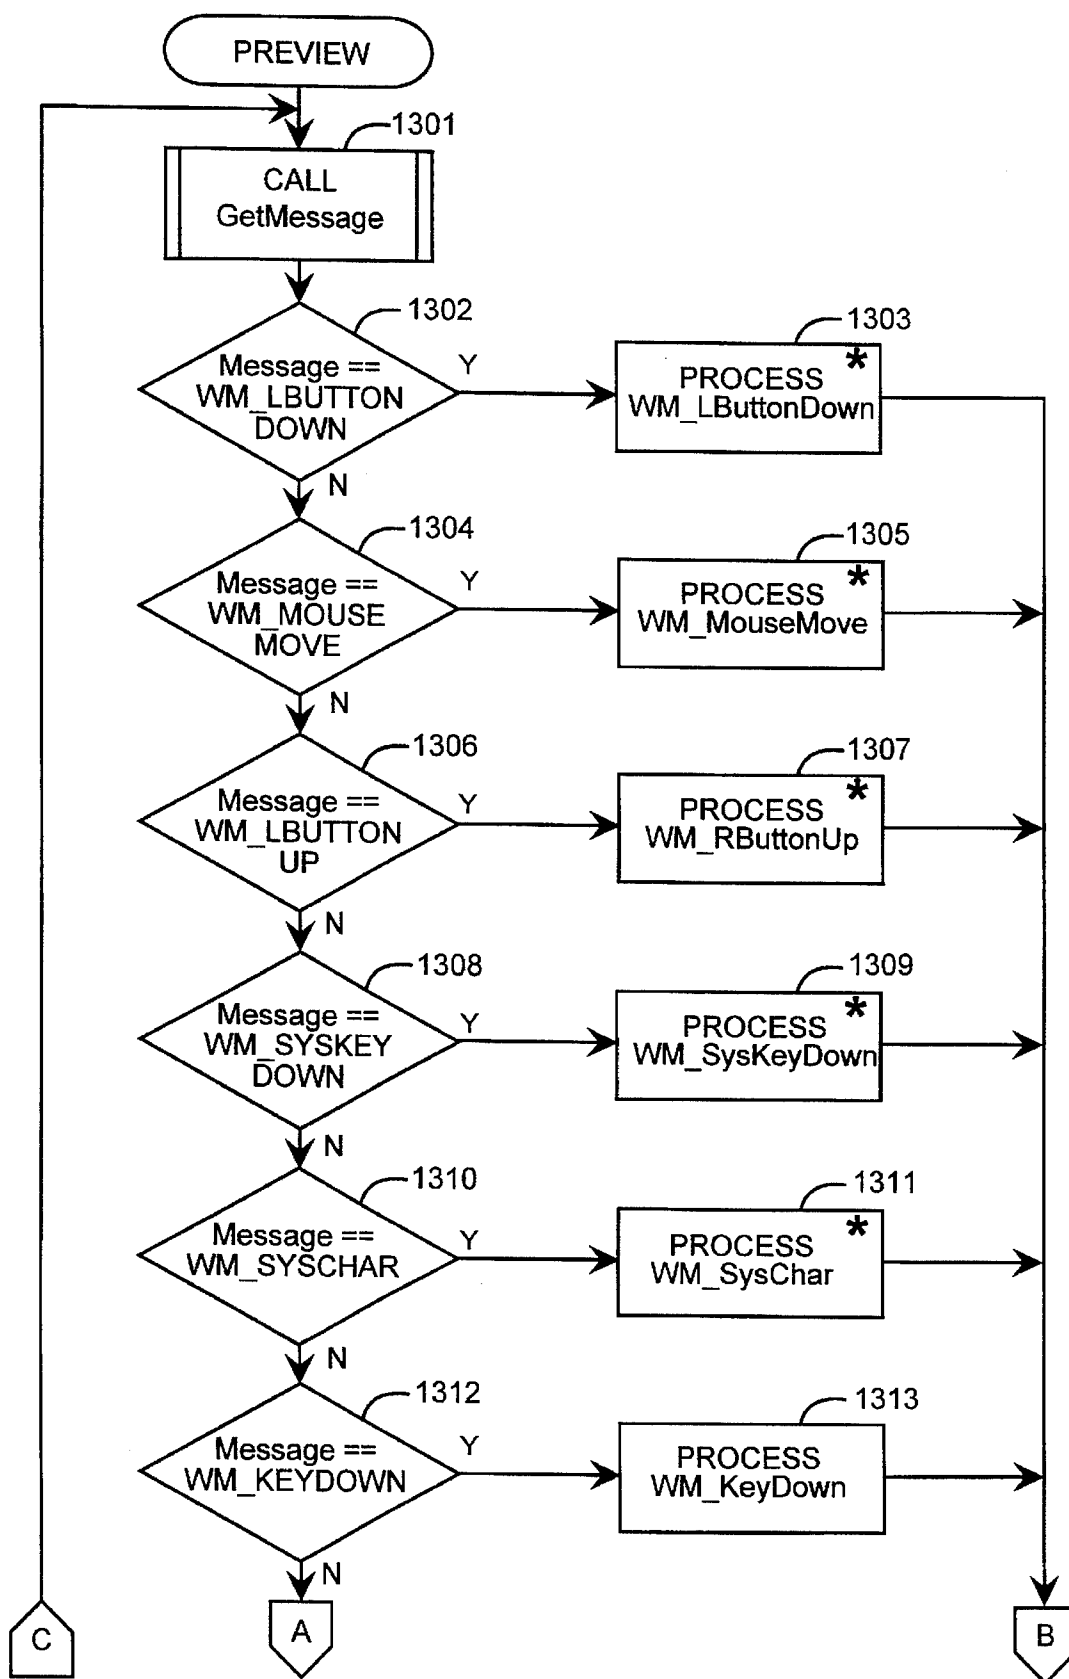 PREVIEW
1301
CALL
GetMessage
1302
Message ==
WM_LBUTTON
DOWN
Y
N
1303
*
PROCESS
WM_LButtonDown
1304
Message ==
WM_MOUSE
MOVE
Y
N
1305
*
PROCESS
WM_MouseMove
1306
Message ==
WM_LBUTTON
UP
Y
N
1307
*
PROCESS
WM_RButtonUp
1308
Message ==
WM_SYSKEY
DOWN
Y
N
1309
*
PROCESS
WM_SysKeyDown
1310
Message ==
WM_SYSCHAR
Y
N
1311
*
PROCESS
WM_SysChar
1312
Message ==
WM_KEYDOWN
Y
N
1313
PROCESS
WM_KeyDown
C
A
B